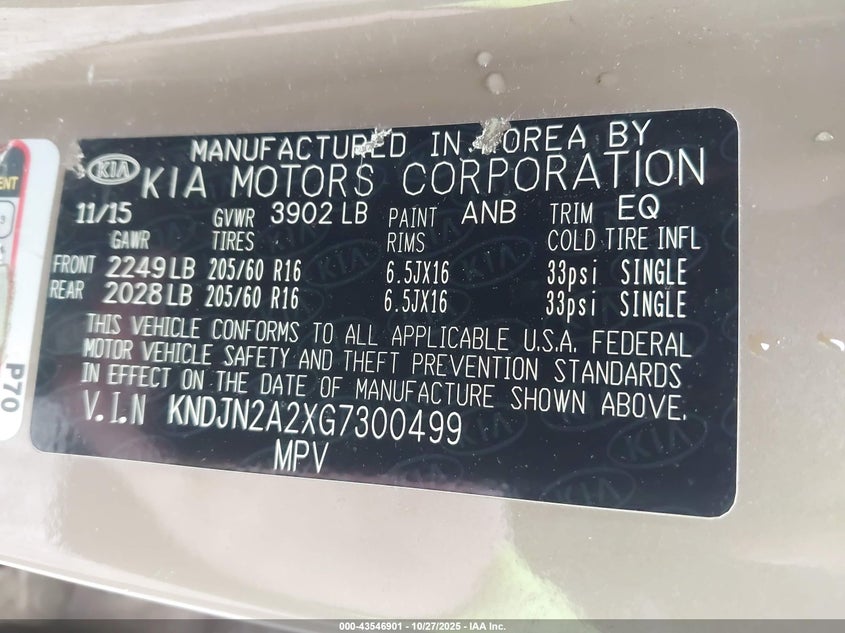 MANUFACTURED IN KOREA BY
KIA KIA MOTORS CORPORATION
11/15 GVWR 3902 LB PAINT ANB TRIM EQ
GAWR TIRES RIMS COLD TIRE INFL
FRONT 2249 LB 205/60 R16 6.5JX16 33psi SINGLE
REAR 2028 LB 205/60 R16 6.5JX16 33psi SINGLE
THIS VEHICLE CONFORMS TO ALL APPLICABLE U.S.A. FEDERAL
MOTOR VEHICLE SAFETY AND THEFT PREVENTION STANDARDS
IN EFFECT ON THE DATE OF MANUFACTURE SHOWN ABOVE.
V.I.N KNDJN2A2XG7300499
MPV
P70
000-43546901 | 10/27/2025 - IAA Inc.